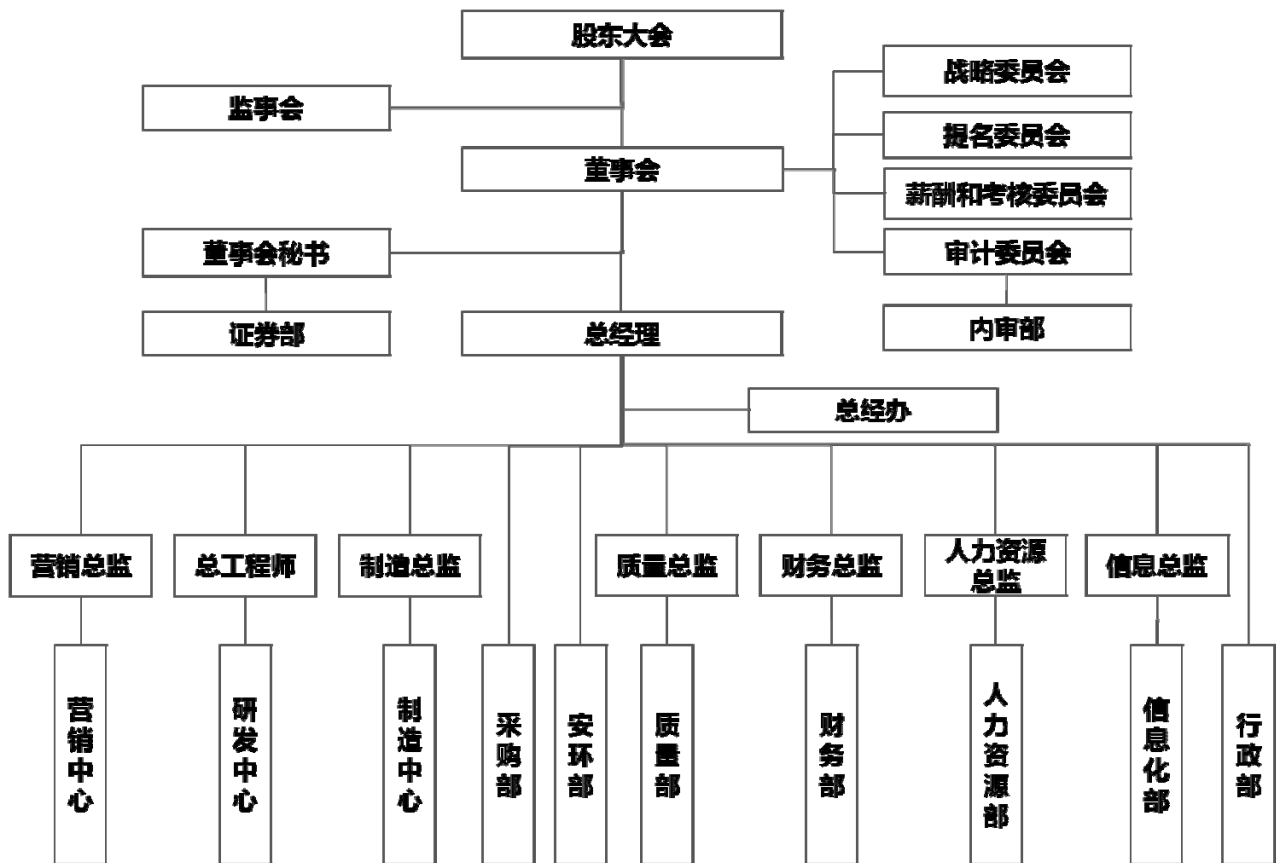 股东大会
战略委员会
监事会
提名委员会
董事会
薪酬和考核委员会
董事会秘书
审计委员会
证券部
总经理
内审部
总经办
营销总监
总工程师
制造总监
质量总监
财务总监
人力资源
总监
信息总监
营销中心
研发中心
制造中心
采购部
安环部
质量部
财务部
人力资源部
信息化部
行政部